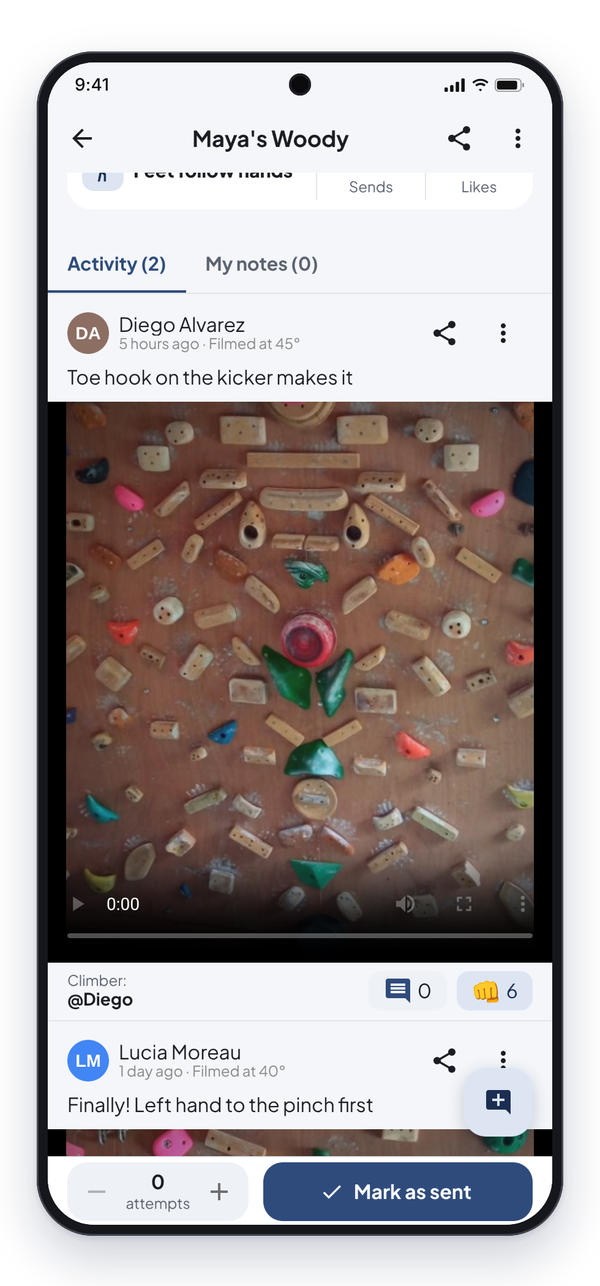 9:41
Maya's Woody
Feet follow hands
Sends
Likes
Activity (2)
My notes (0)
DA
Diego Alvarez
5 hours ago · Filmed at 45°
Toe hook on the kicker makes it
0:00
Climber:
@Diego
0
👊 6
LM
Lucia Moreau
1 day ago · Filmed at 40°
Finally! Left hand to the pinch first
0
attempts
Mark as sent